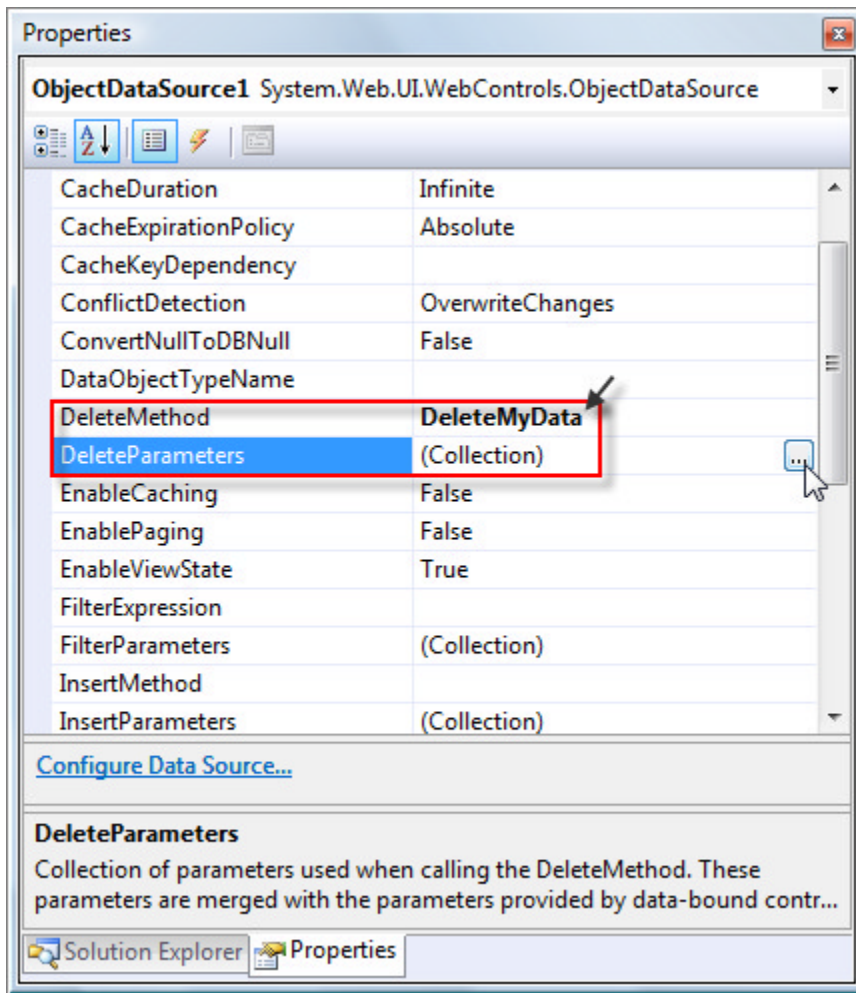 Properties
ObjectDataSource1 System.Web.UI.WebControls.ObjectDataSource
CacheDuration Infinite
CacheExpirationPolicy Absolute
CacheKeyDependency
ConflictDetection OverwriteChanges
ConvertNullToDBNull False
DataObjectTypeName
DeleteMethod DeleteMyData
DeleteParameters (Collection) ...
EnableCaching False
EnablePaging False
EnableViewState True
FilterExpression
FilterParameters (Collection)
InsertMethod
InsertParameters (Collection)
Configure Data Source...
DeleteParameters
Collection of parameters used when calling the DeleteMethod. These
parameters are merged with the parameters provided by data-bound contr...
Solution Explorer Properties